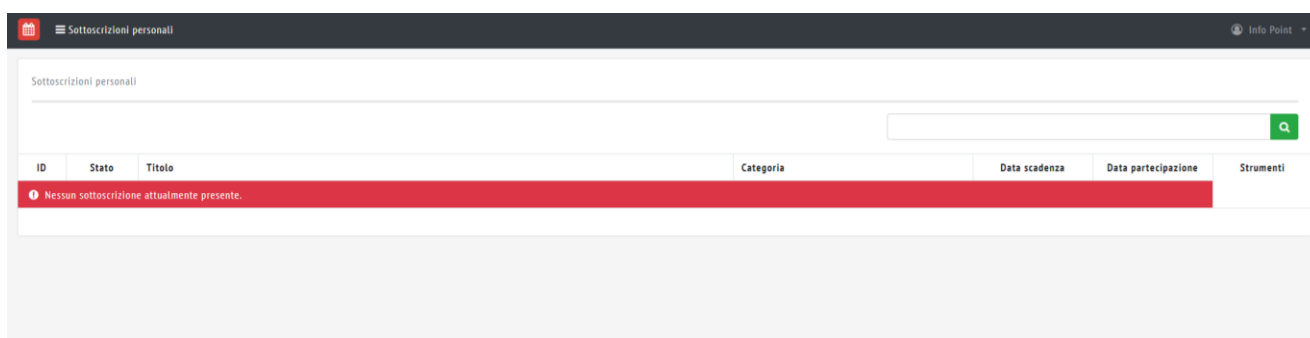 Sottoscrizioni personali
Info Point
Sottoscrizioni personali
ID Stato Titolo Categoria Data scadenza Data partecipazione Strumenti
Nessun sottoscrizione attualmente presente.